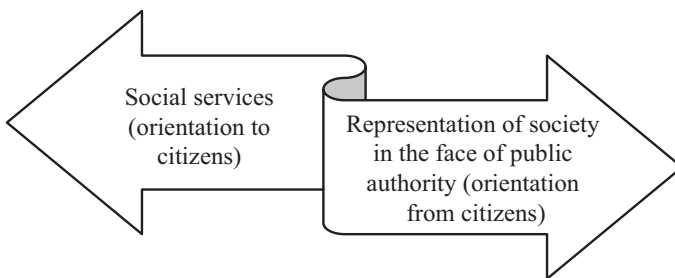 Social services
(orientation to
citizens)
Representation of society
in the face of public
authority (orientation
from citizens)